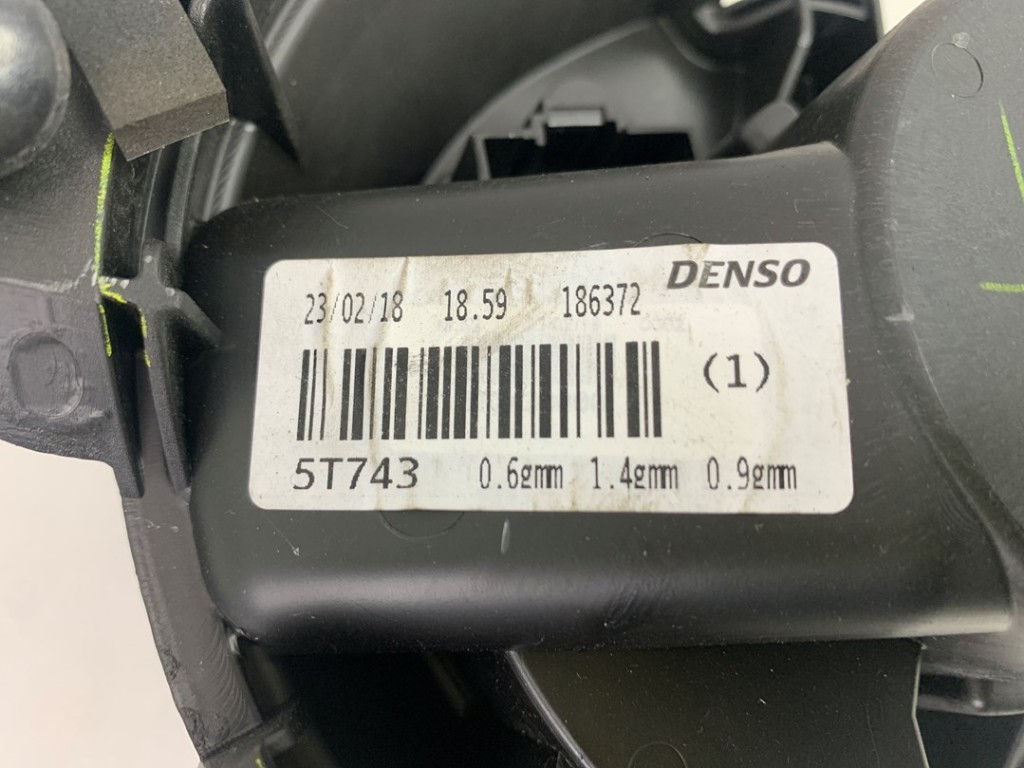 DENSO
23/02/18 18.59 186372
(1)
5T743 0.6gmm 1.4gmm 0.9gmm